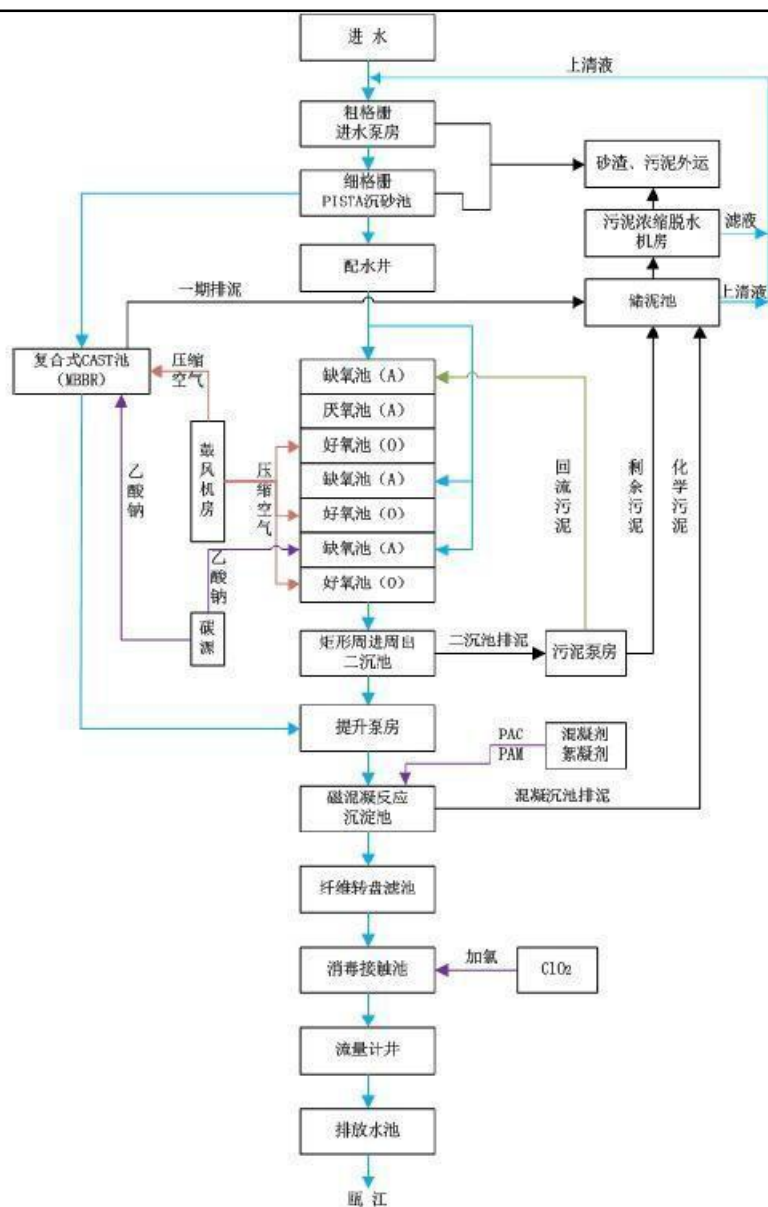 进 水
上清液
粗格栅
进水泵房
砂渣、污泥外运
细格栅
PISTA沉砂池
污泥浓缩脱水
机房
滤液
配水井
一期排泥
储泥池
上清液
复合式CAST池
(MBBR)
压缩
空气
缺氧池(A)
厌氧池(A)
好氧池(O)
缺氧池(A)
好氧池(O)
缺氧池(A)
好氧池(O)
鼓风机房
压缩空气
乙酸钠
乙酸钠
碳源
回流污泥
剩余污泥
化学污泥
矩形周进周出
二沉池
二沉池排泥
污泥泵房
提升泵房
PAC
PAM
混凝剂
絮凝剂
磁混凝反应
沉淀池
混凝沉池排泥
纤维转盘滤池
消毒接触池
加氯
ClO₂
流量计井
排放水池
瓯 江